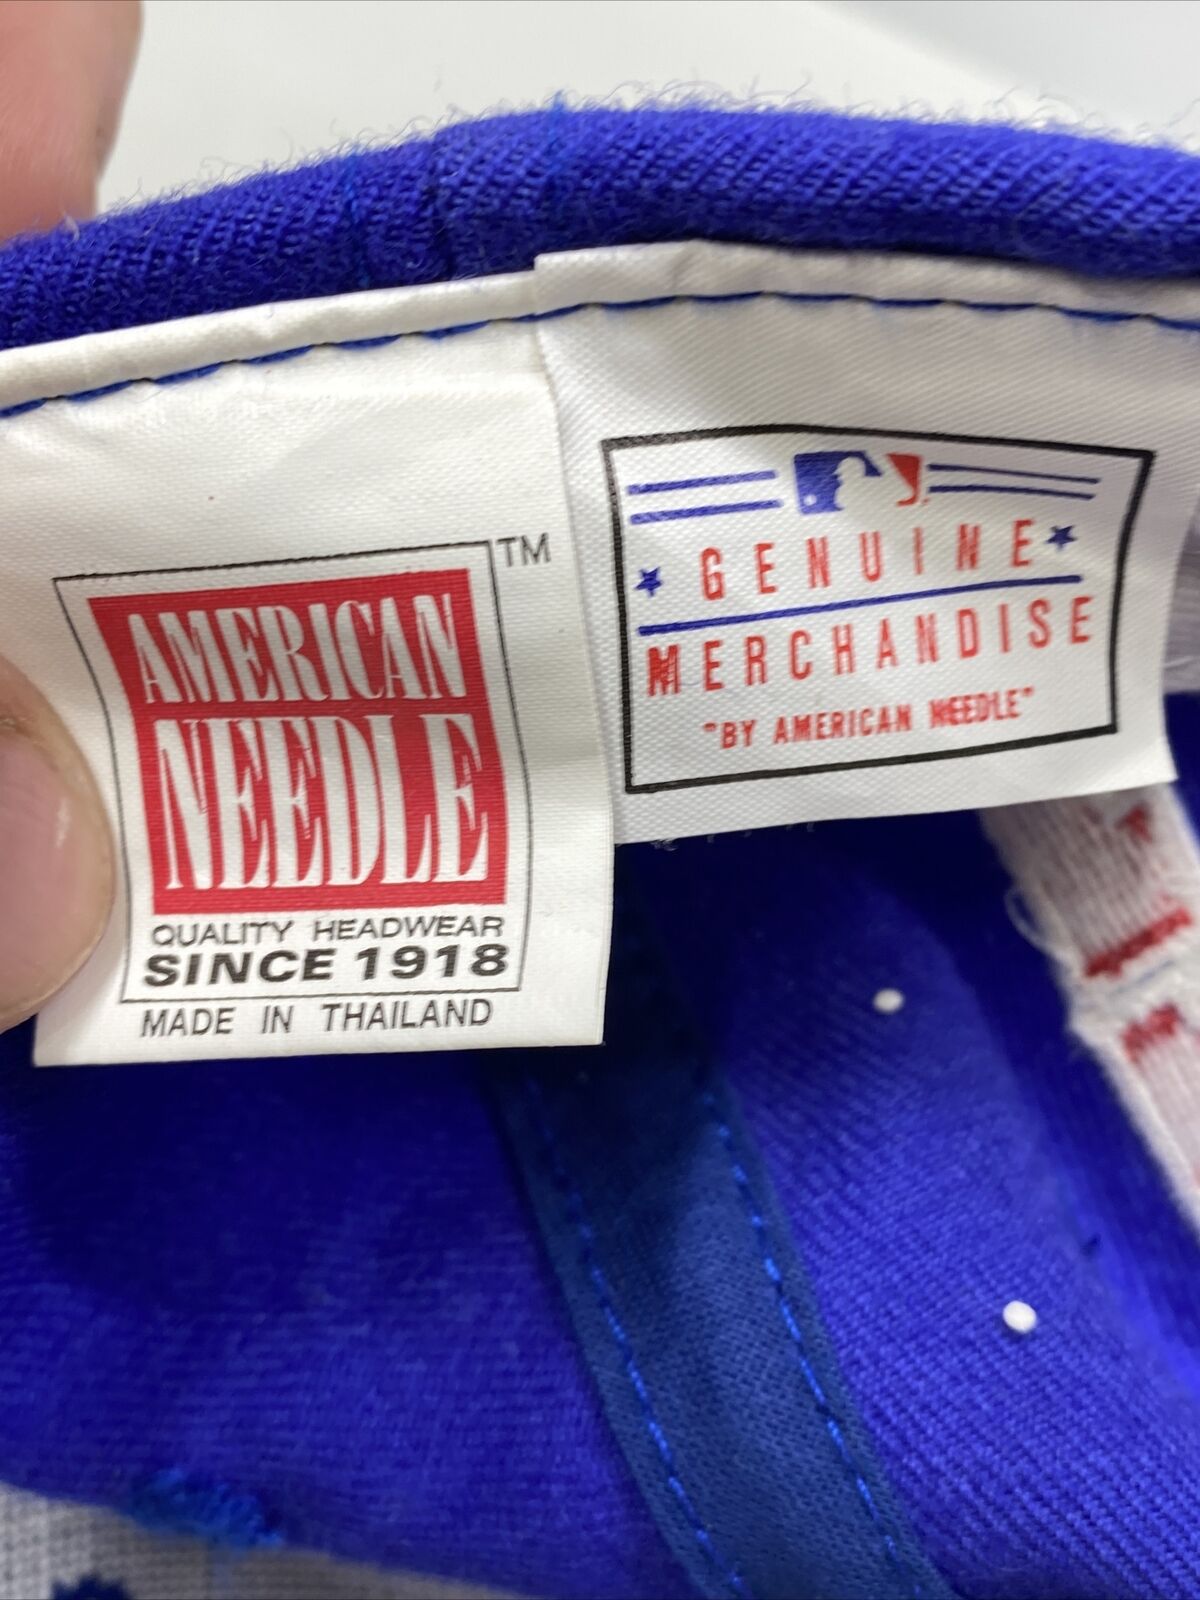 AMERICAN
NEEDLE
TM
QUALITY HEADWEAR
SINCE 1918
MADE IN THAILAND
GENUINE
MERCHANDISE
"BY AMERICAN NEEDLE"